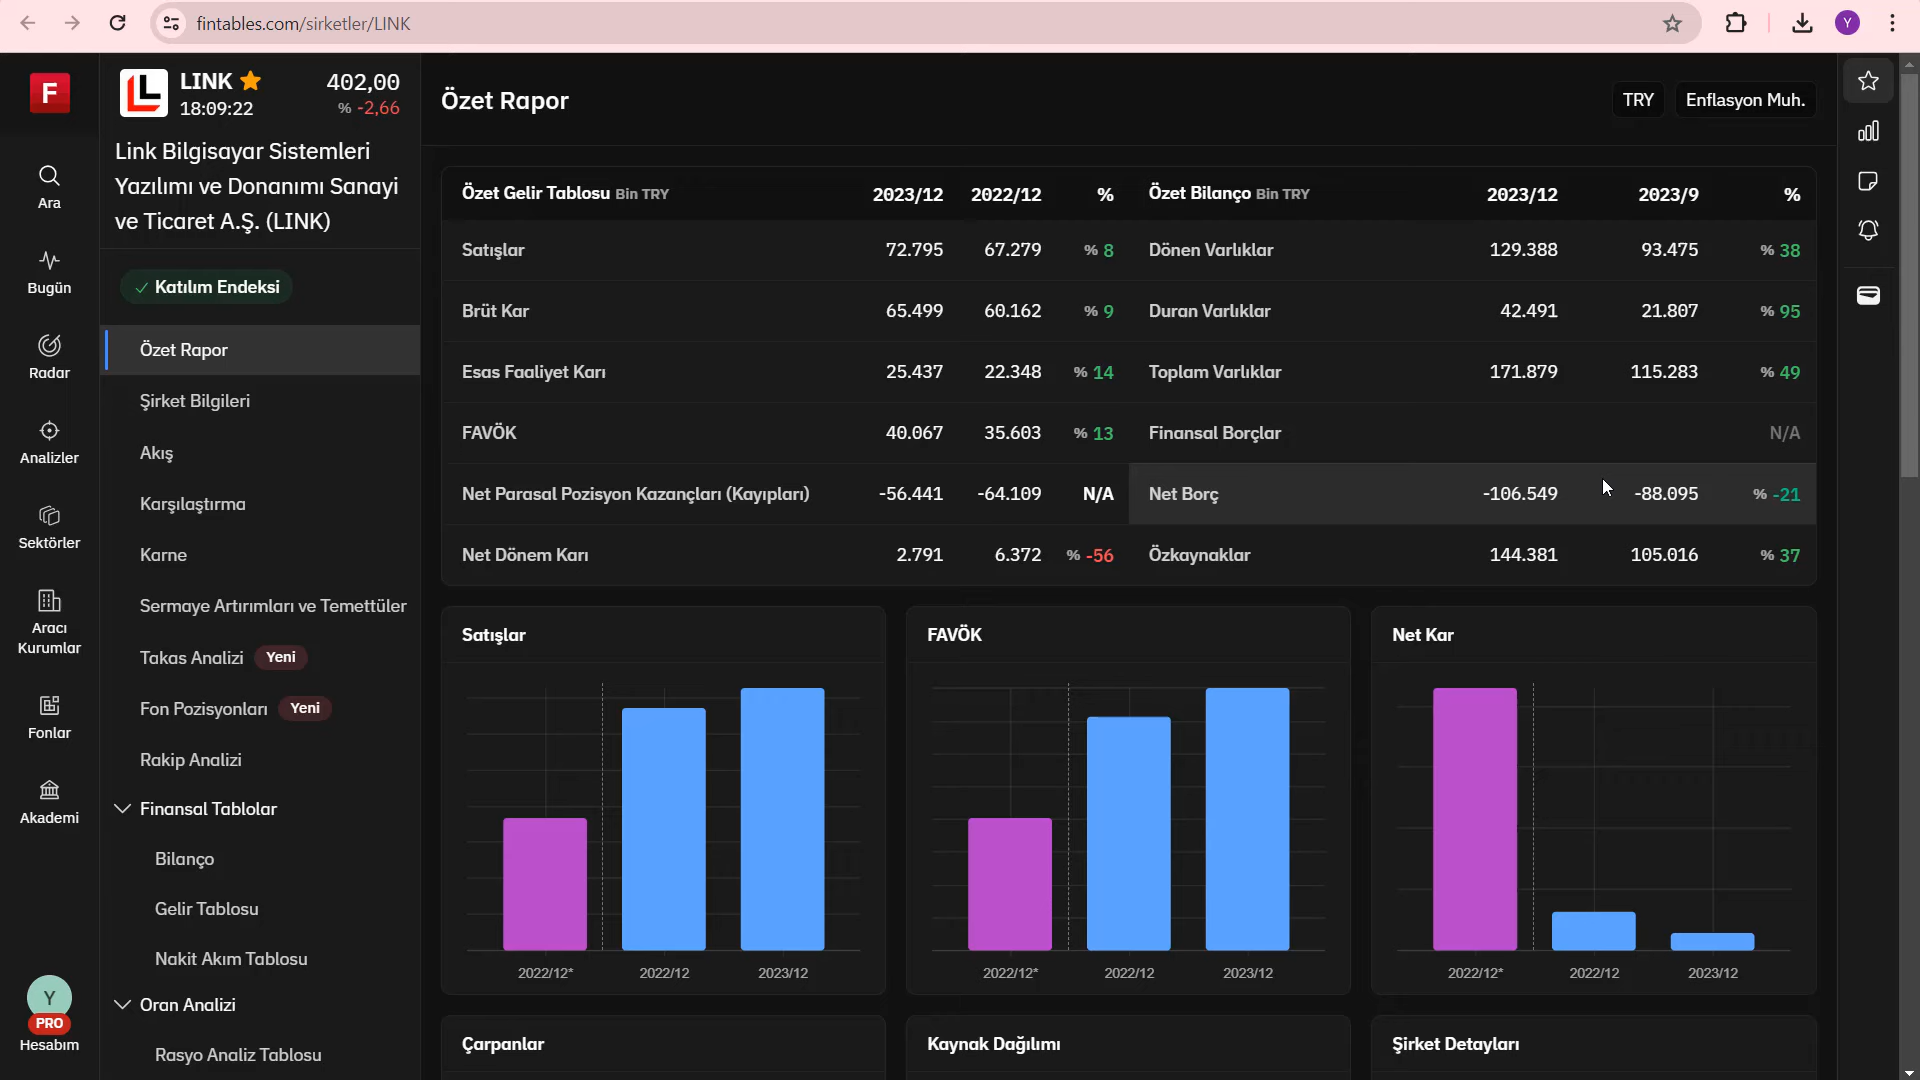 fintables.com/sirketler/LINK
Y
F
Ara
Bugün
Radar
Analizler
Sektörler
Aracı
Kurumlar
Fonlar
Akademi
Y
PRO
Hesabım
LINK 402,00
18:09:22 % -2,66
Link Bilgisayar Sistemleri
Yazılımı ve Donanımı Sanayi
ve Ticaret A.Ş. (LINK)
Katılım Endeksi
Özet Rapor
Şirket Bilgileri
Akış
Karşılaştırma
Karne
Sermaye Artırımları ve Temettüler
Takas Analizi Yeni
Fon Pozisyonları Yeni
Rakip Analizi
Finansal Tablolar
Bilanço
Gelir Tablosu
Nakit Akım Tablosu
Oran Analizi
Rasyo Analiz Tablosu
Özet Rapor TRY Enflasyon Muh.
Özet Gelir Tablosu Bin TRY 2023/12 2022/12 %
Satışlar 72.795 67.279 % 8
Brüt Kar 65.499 60.162 % 9
Esas Faaliyet Karı 25.437 22.348 % 14
FAVÖK 40.067 35.603 % 13
Net Parasal Pozisyon Kazançları (Kayıpları) -56.441 -64.109 N/A
Net Dönem Karı 2.791 6.372 % -56
Özet Bilanço Bin TRY 2023/12 2023/9 %
Dönen Varlıklar 129.388 93.475 % 38
Duran Varlıklar 42.491 21.807 % 95
Toplam Varlıklar 171.879 115.283 % 49
Finansal Borçlar N/A
Net Borç -106.549 -88.095 % -21
Özkaynaklar 144.381 105.016 % 37
Satışlar
2022/12* 2022/12 2023/12
FAVÖK
2022/12* 2022/12 2023/12
Net Kar
2022/12* 2022/12 2023/12
Çarpanlar
Kaynak Dağılımı
Şirket Detayları